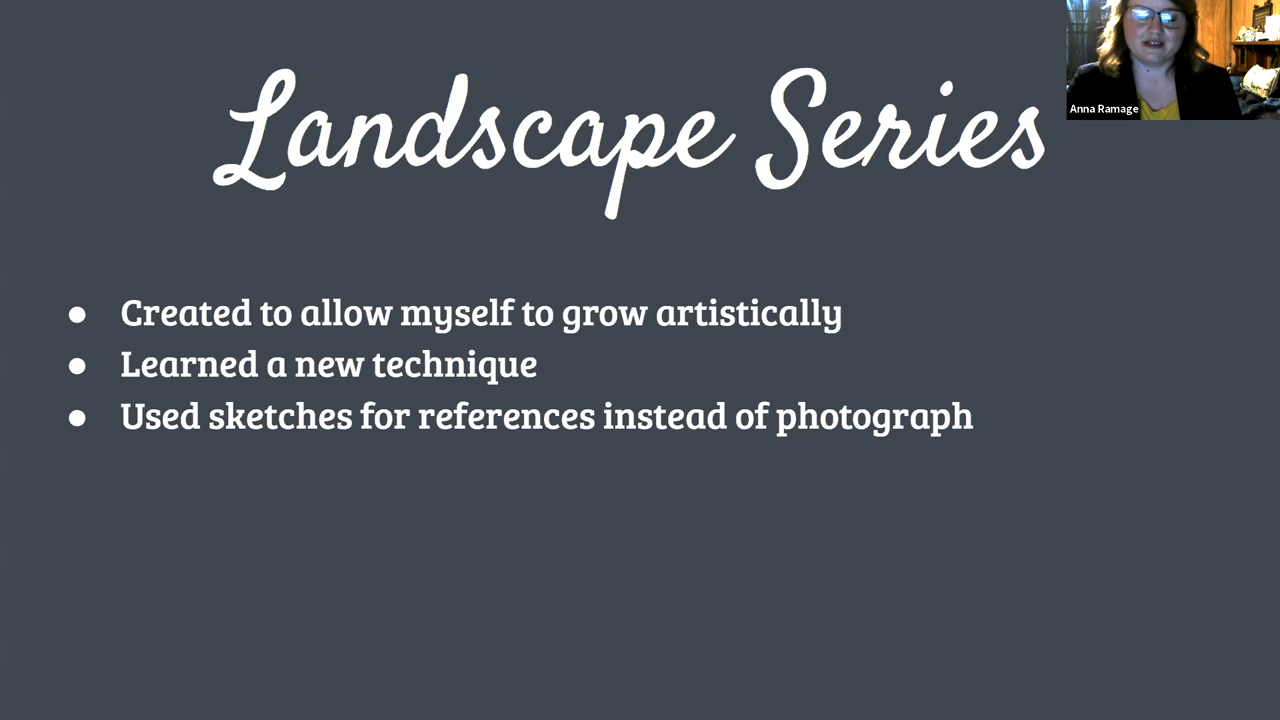 Landscape Series
Anna Ramage
● Created to allow myself to grow artistically
● Learned a new technique
● Used sketches for references instead of photograph